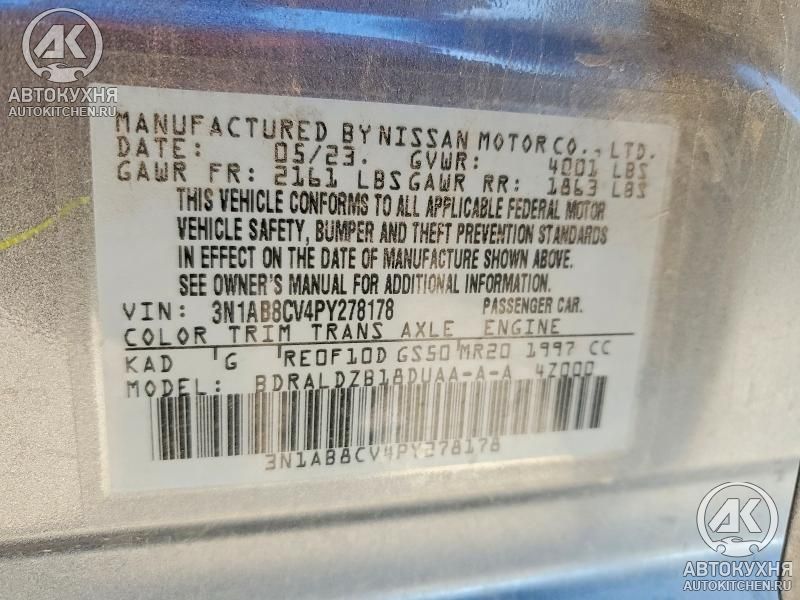 АК
АВТОКУХНЯ
AUTOKITCHEN.RU
MANUFACTURED BY NISSAN MOTOR CO., LTD.
DATE: 05/23. GVWR: 4001 LBS
GAWR FR: 2161 LBS GAWR RR: 1863 LBS
THIS VEHICLE CONFORMS TO ALL APPLICABLE FEDERAL MOTOR
VEHICLE SAFETY, BUMPER AND THEFT PREVENTION STANDARDS
IN EFFECT ON THE DATE OF MANUFACTURE SHOWN ABOVE.
SEE OWNER'S MANUAL FOR ADDITIONAL INFORMATION.
VIN: 3N1AB8CV4PY278178 PASSENGER CAR.
COLOR TRIM TRANS AXLE ENGINE
KAD G RE0F10D GS50 MR20 1997 CC
MODEL: BDRALDZB18DUAA-A-A 4Z000
3N1AB8CV4PY278178
АК
АВТОКУХНЯ
AUTOKITCHEN.RU